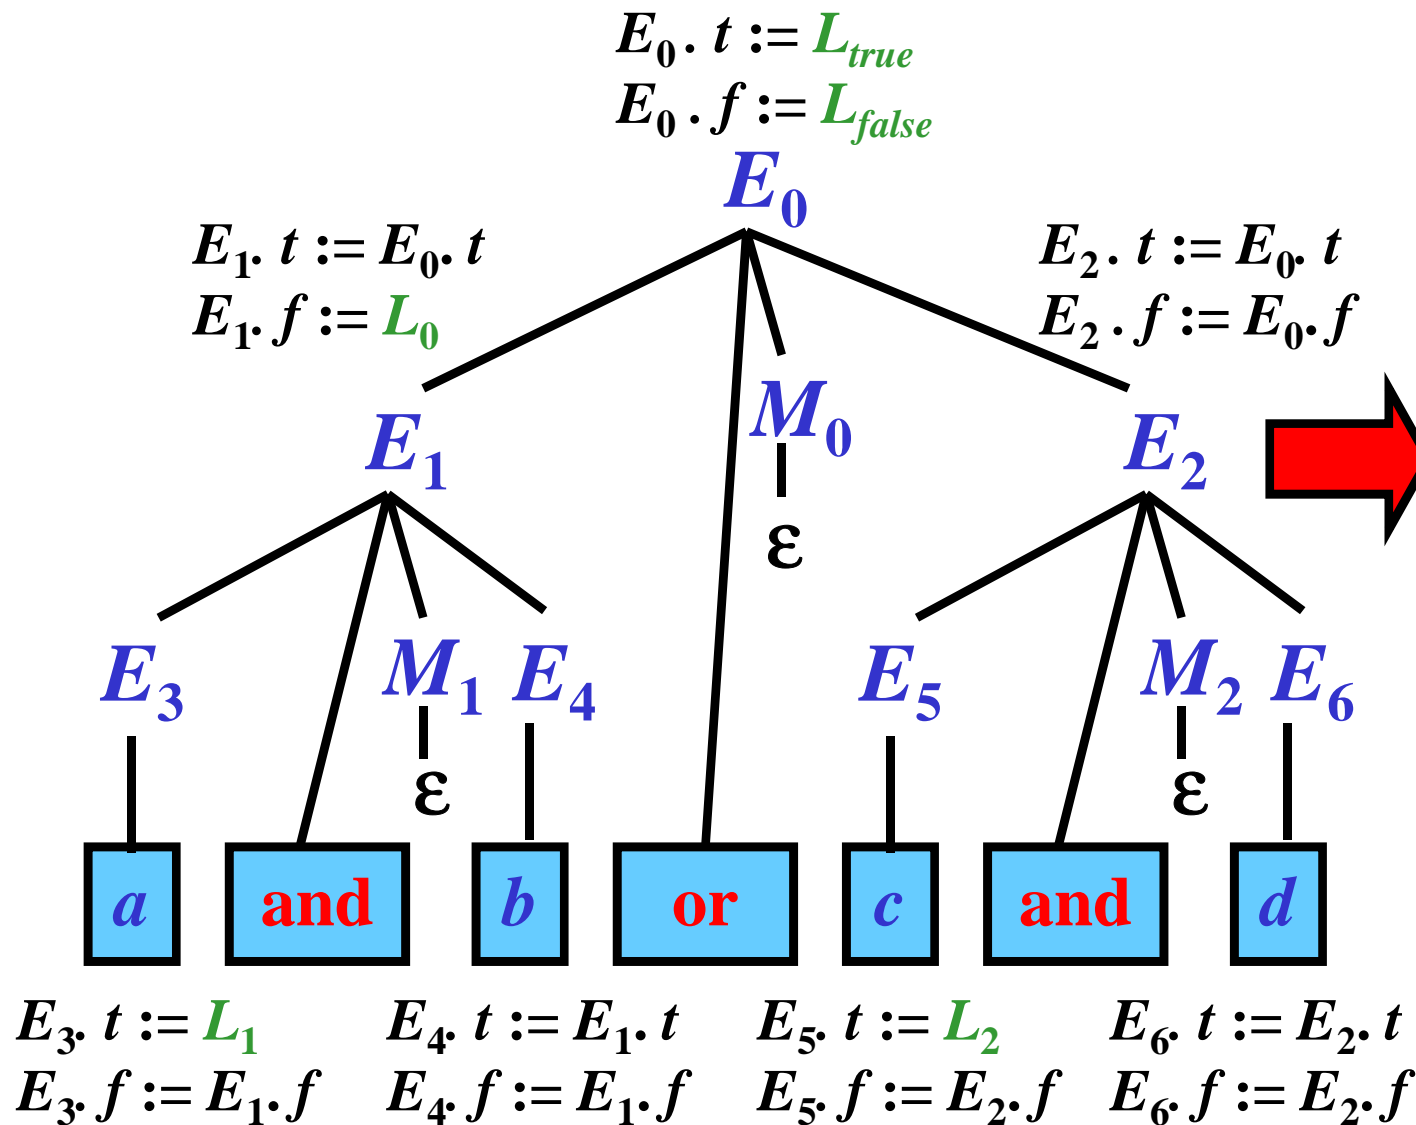 E₀. t := L_true
E₀. f := L_false
E₀
E₁. t := E₀. t
E₁. f := L₀
E₂. t := E₀. t
E₂. f := E₀. f
E₁
M₀
E₂
ε
E₃
M₁
E₄
E₅
M₂
E₆
ε
ε
a
and
b
or
c
and
d
E₃. t := L₁
E₃. f := E₁. f
E₄. t := E₁. t
E₄. f := E₁. f
E₅. t := L₂
E₅. f := E₂. f
E₆. t := E₂. t
E₆. f := E₂. f